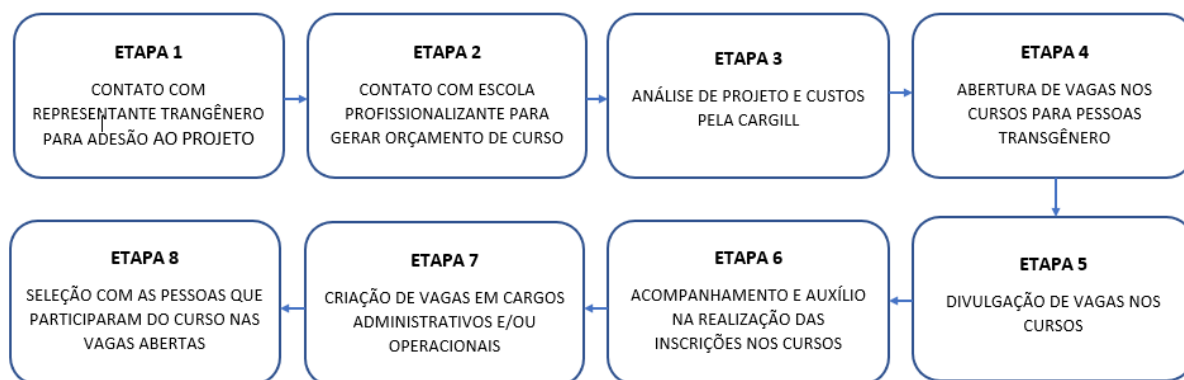 ETAPA 1
CONTATO COM
REPRESENTANTE TRANGÊNERO
PARA ADESÃO AO PROJETO
ETAPA 2
CONTATO COM ESCOLA
PROFISSIONALIZANTE PARA
GERAR ORÇAMENTO DE CURSO
ETAPA 3
ANÁLISE DE PROJETO E CUSTOS
PELA CARGILL
ETAPA 4
ABERTURA DE VAGAS NOS
CURSOS PARA PESSOAS
TRANSGÊNERO
ETAPA 5
DIVULGAÇÃO DE VAGAS NOS
CURSOS
ETAPA 6
ACOMPANHAMENTO E AUXÍLIO
NA REALIZAÇÃO DAS
INSCRIÇÕES NOS CURSOS
ETAPA 7
CRIAÇÃO DE VAGAS EM CARGOS
ADMINISTRATIVOS E/OU
OPERACIONAIS
ETAPA 8
SELEÇÃO COM AS PESSOAS QUE
PARTICIPARAM DO CURSO NAS
VAGAS ABERTAS